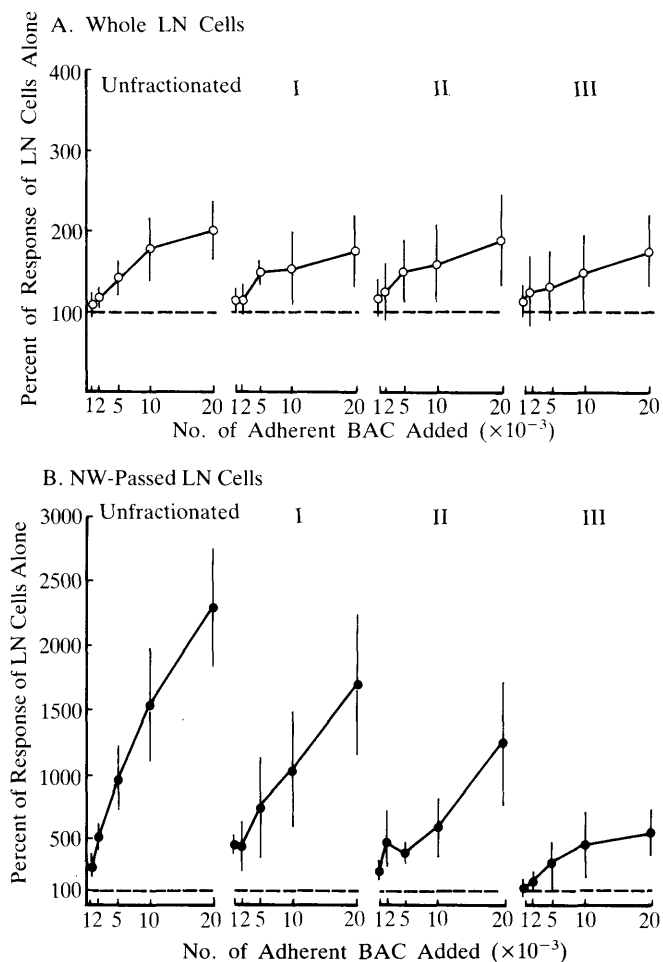 A. Whole LN Cells
Percent of Response of LN Cells Alone
400
300
200
100
Unfractionated I II III
12 5 10 20 12 5 10 20 12 5 10 20 12 5 10 20
No. of Adherent BAC Added (×10⁻³)
B. NW-Passed LN Cells
Percent of Response of LN Cells Alone
3000
2500
2000
1500
1000
500
100
Unfractionated I II III
12 5 10 20 12 5 10 20 12 5 10 20 12 5 10 20
No. of Adherent BAC Added (×10⁻³)